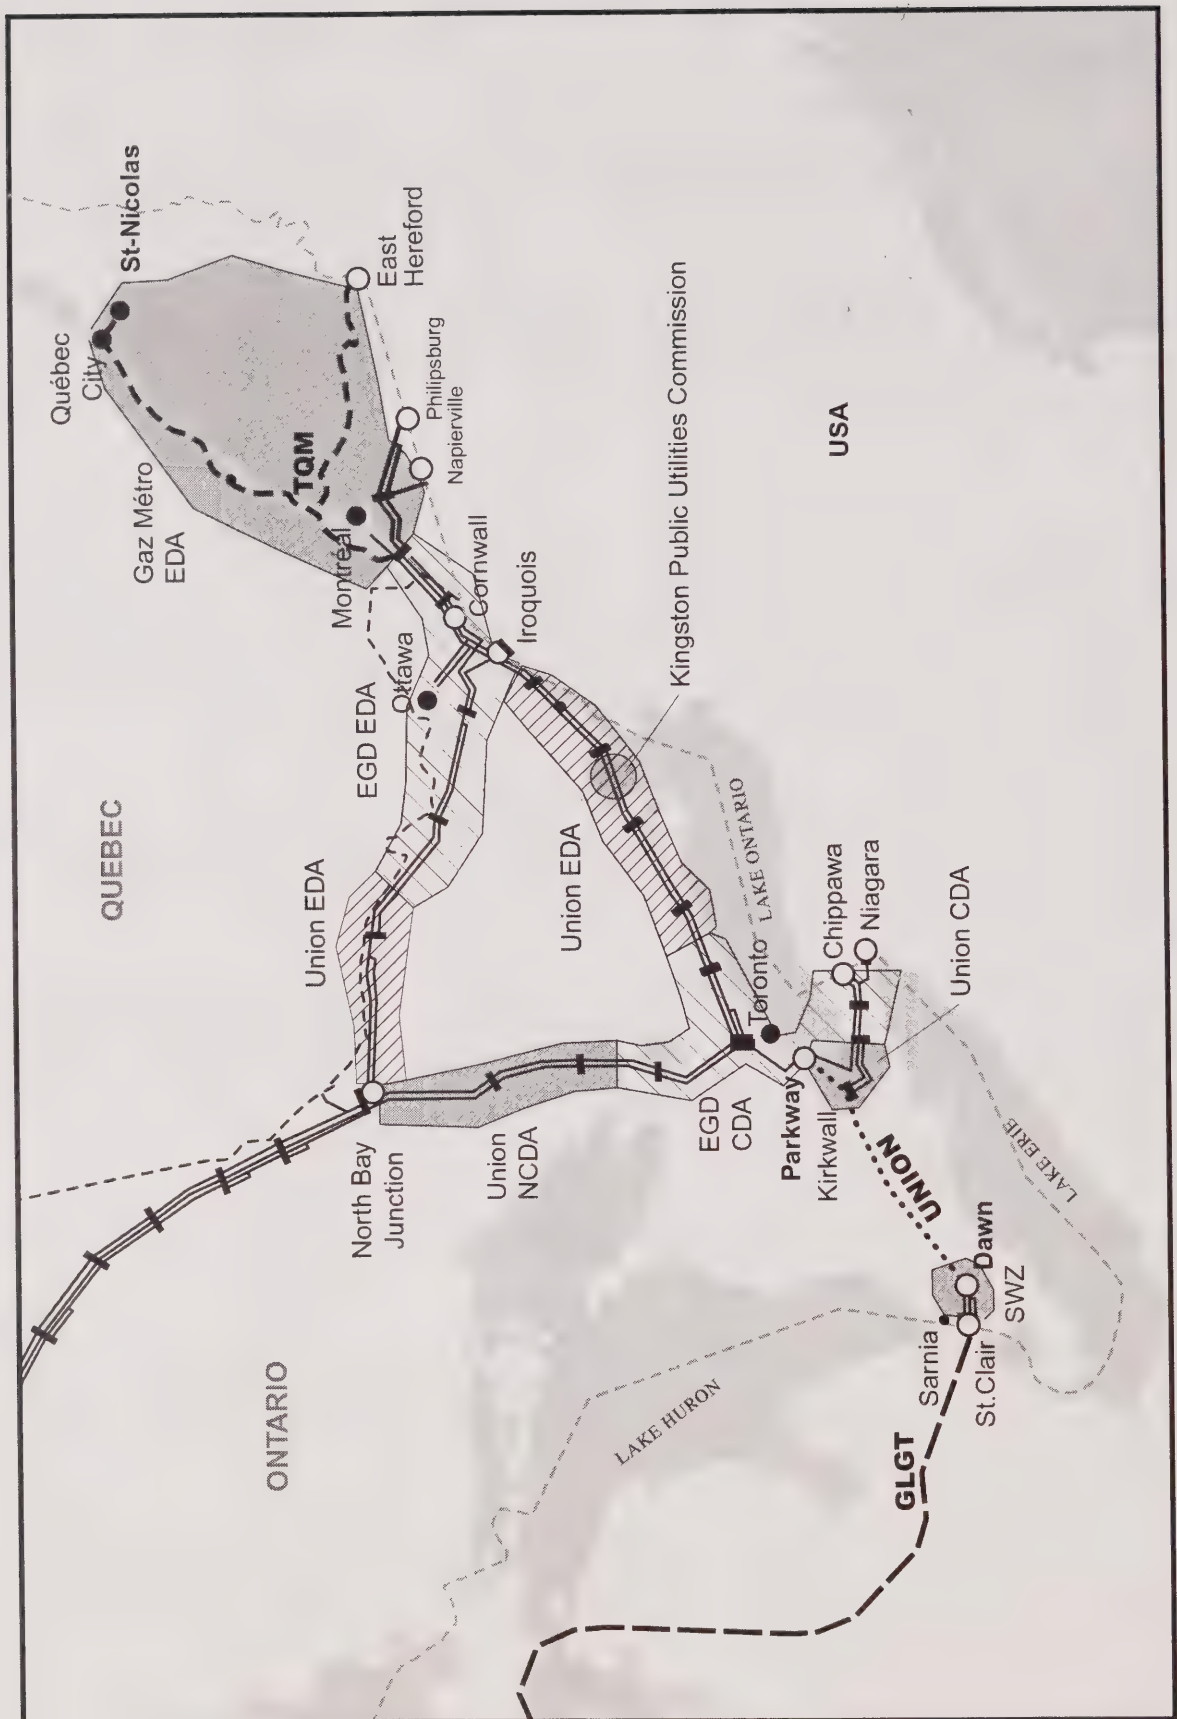 QUEBEC
ONTARIO
USA
Québec
City
St-Nicolas
Gaz Métro
EDA
TQM
Montréal
East
Hereford
Philipsburg
Napierville
Cornwall
Iroquois
Ottawa
EGD EDA
Union EDA
Union EDA
Kingston Public Utilities Commission
LAKE ONTARIO
North Bay
Junction
Union
NCDA
EGD
CDA
Toronto
Parkway
Kirkwall
Chippawa
Niagara
Union CDA
UNION
LAKE ERIE
LAKE HURON
Dawn
SWZ
Sarnia
St.Clair
GLGT